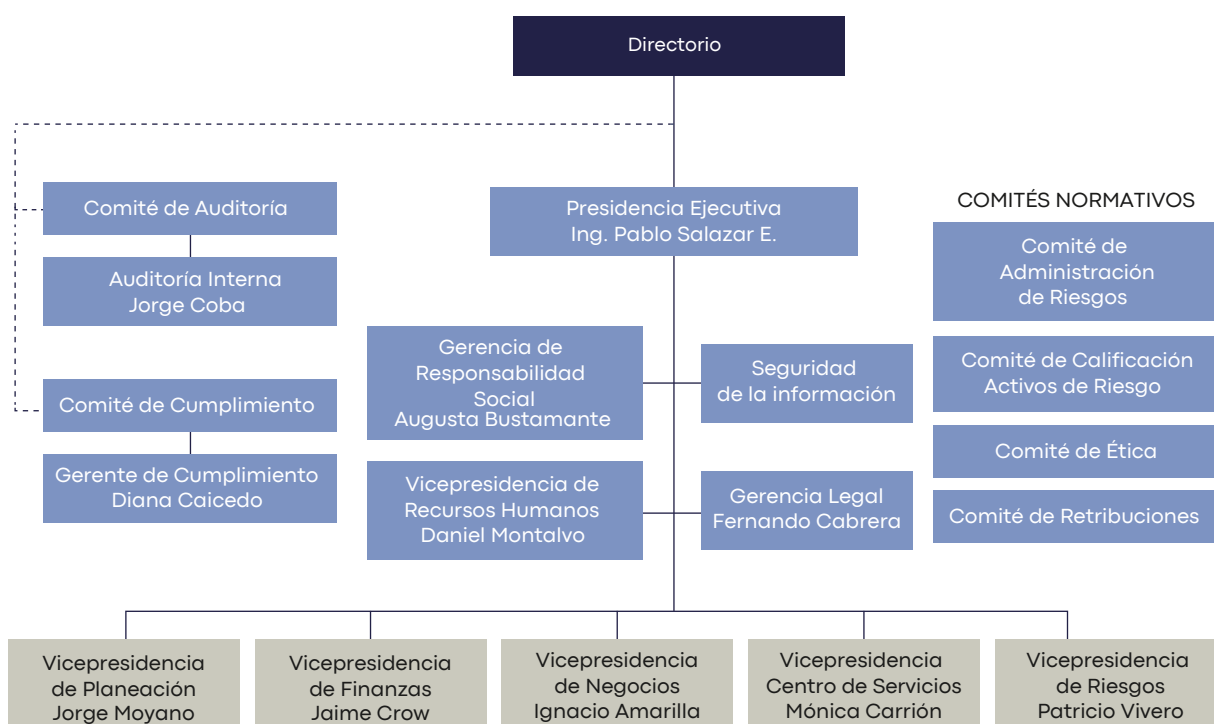 Directorio
Comité de Auditoría
Auditoría Interna
Jorge Coba
Comité de Cumplimiento
Gerente de Cumplimiento
Diana Caicedo
Presidencia Ejecutiva
Ing. Pablo Salazar E.
Gerencia de
Responsabilidad
Social
Augusta Bustamante
Seguridad
de la información
Vicepresidencia de
Recursos Humanos
Daniel Montalvo
Gerencia Legal
Fernando Cabrera
COMITÉS NORMATIVOS
Comité de
Administración
de Riesgos
Comité de Calificación
Activos de Riesgo
Comité de Ética
Comité de Retribuciones
Vicepresidencia
de Planeación
Jorge Moyano
Vicepresidencia
de Finanzas
Jaime Crow
Vicepresidencia
de Negocios
Ignacio Amarilla
Vicepresidencia
Centro de Servicios
Mónica Carrión
Vicepresidencia
de Riesgos
Patricio Vivero